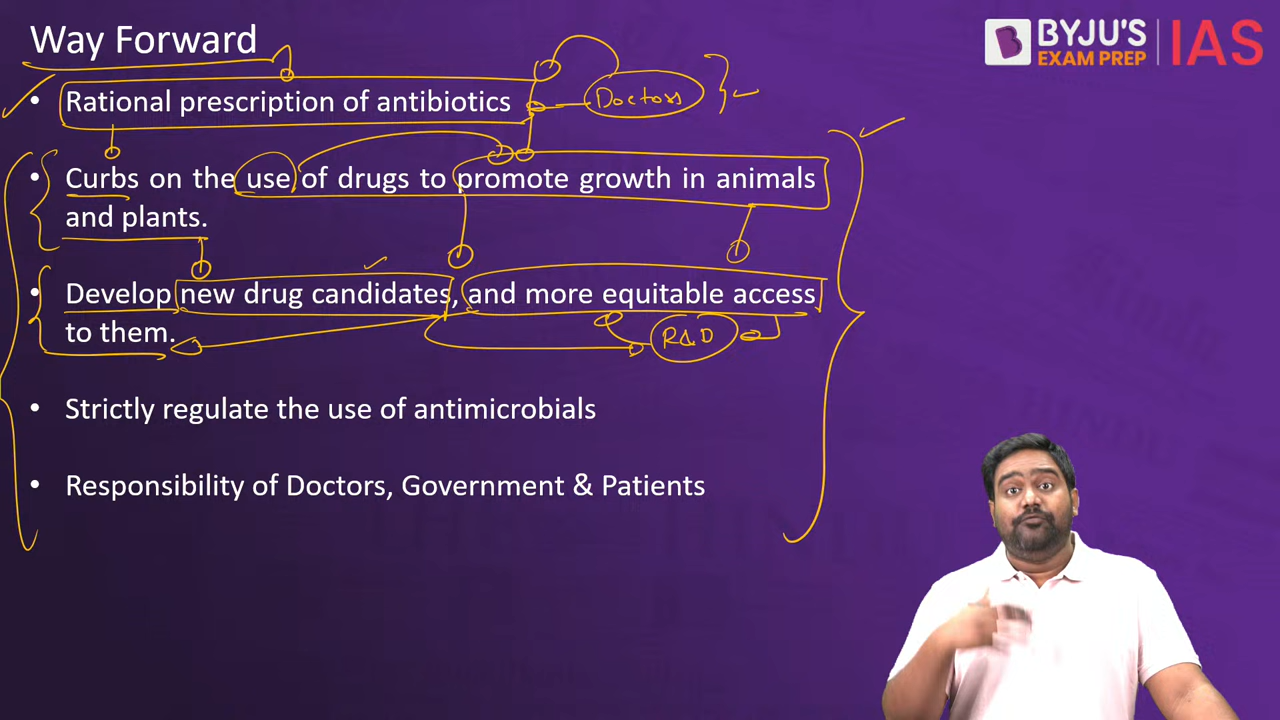 Way Forward
BYJU'S
EXAM PREP
IAS
• Rational prescription of antibiotics
Doctors
• Curbs on the use of drugs to promote growth in animals
and plants.
• Develop new drug candidates, and more equitable access
to them.
R&D
• Strictly regulate the use of antimicrobials
• Responsibility of Doctors, Government & Patients